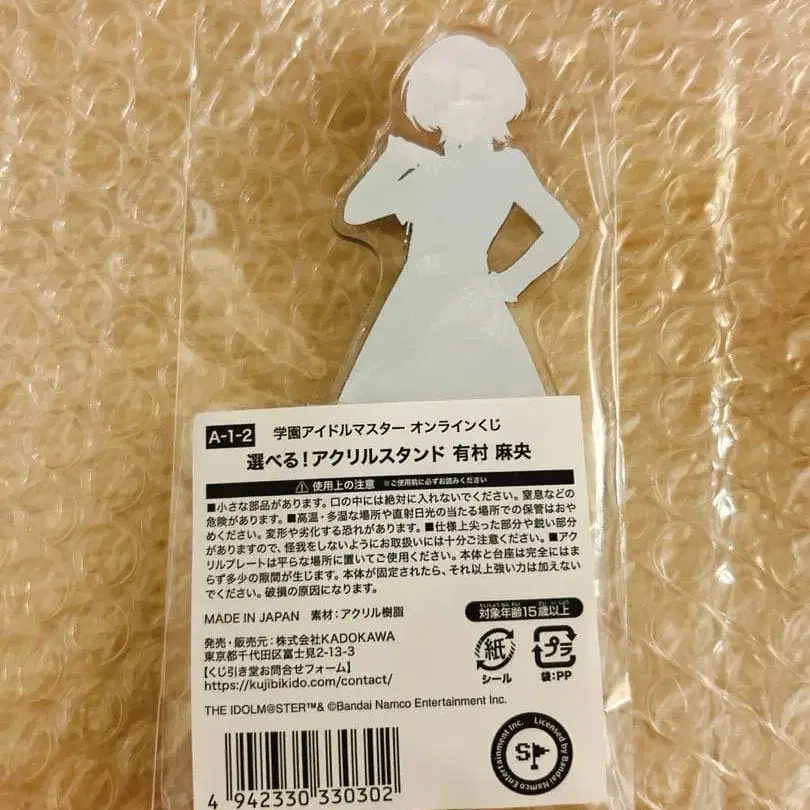 A-1-2 学園アイドルマスター オンラインくじ
選べる!アクリルスタンド 有村 麻央
⚠ 使用上の注意 ※ご使用前に必ずお読みください
■小さな部品があります。口の中には絶対に入れないでください。窒息などの
危険があります。■高温・多湿な場所や直射日光の当たる場所での保管はおや
めください。変形や劣化する恐れがあります。■仕様上尖った部分や鋭い部分
がありますので、怪我をしないようにお取扱いには十分ご注意ください。■アク
リルプレートは平らな場所に置いてご使用ください。本体と台座は完全にはま
らず多少の隙間が生じます。本体が固定されたら、それ以上強い力は加えない
でください。破損の原因になります。
MADE IN JAPAN 素材:アクリル樹脂
対象年齢15歳以上
発売・販売元:株式会社KADOKAWA
東京都千代田区富士見2-13-3
【くじ引き堂お問合せフォーム】
https://kujibikido.com/contact/
紙
シール
プラ
袋:PP
THE IDOLM@STER™& ©Bandai Namco Entertainment Inc.
4 942330 330302
Licensed by Bandai Namco Entertainment Inc.